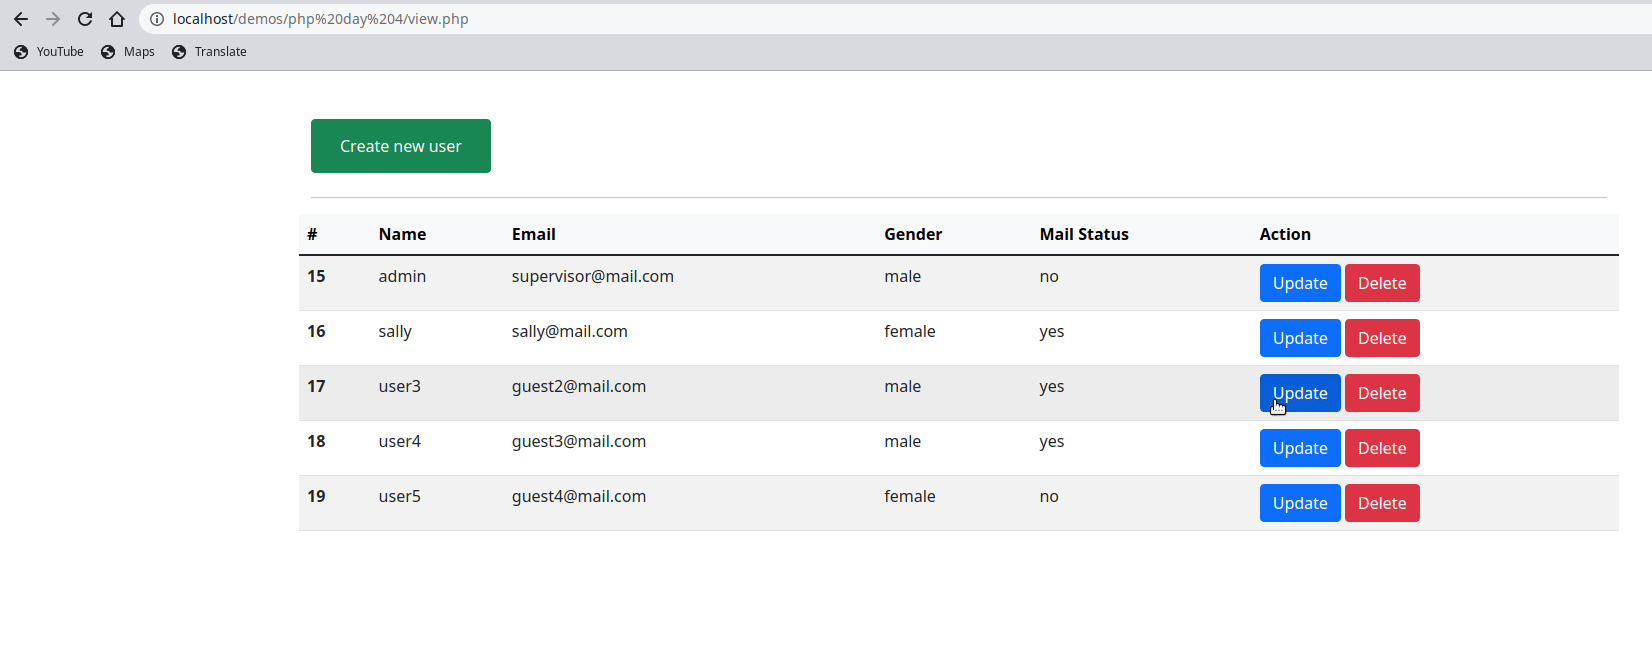 localhost/demos/php%20day%204/view.php
YouTube Maps Translate
Create new user
# Name Email Gender Mail Status Action
15 admin supervisor@mail.com male no Update Delete
16 sally sally@mail.com female yes Update Delete
17 user3 guest2@mail.com male yes Update Delete
18 user4 guest3@mail.com male yes Update Delete
19 user5 guest4@mail.com female no Update Delete